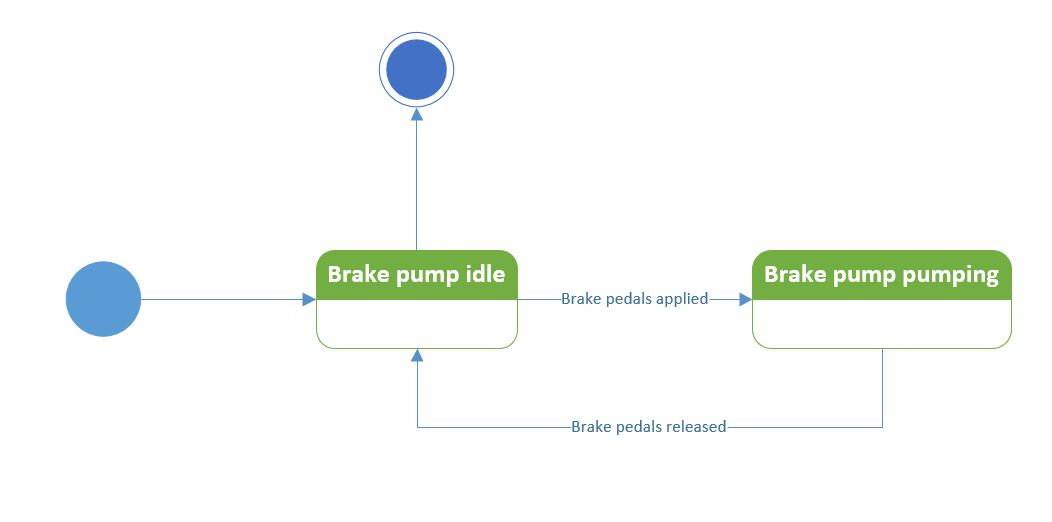 Brake pump idle
Brake pedals applied
Brake pump pumping
Brake pedals released